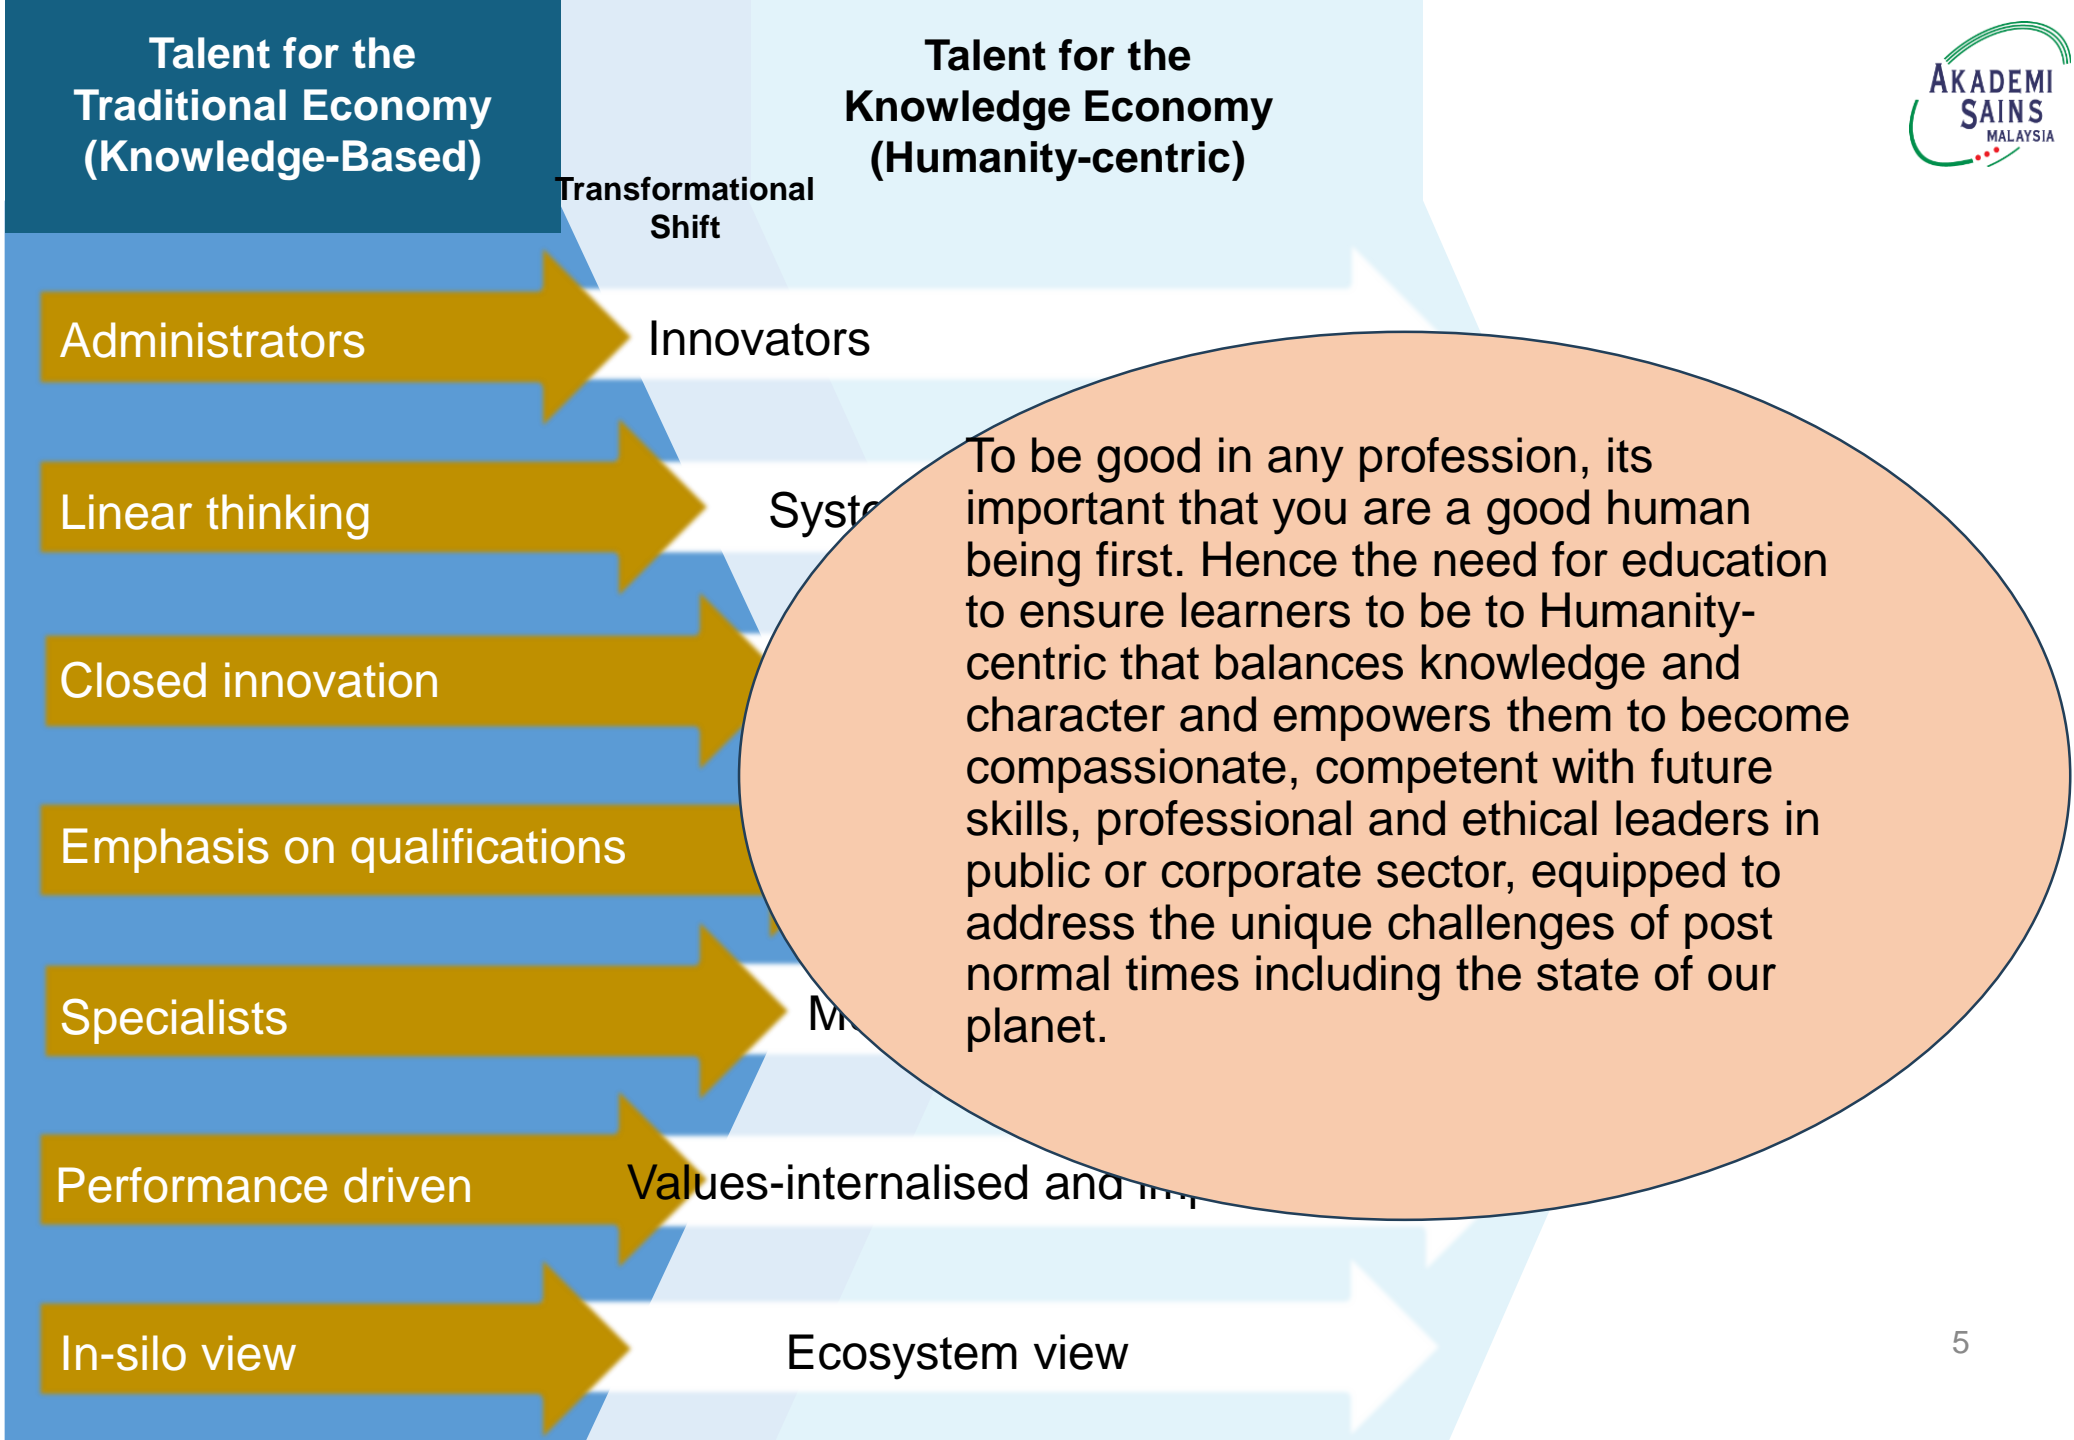 Talent for the
Traditional Economy
(Knowledge-Based)
Transformational
Shift
Talent for the
Knowledge Economy
(Humanity-centric)
AKADEMI
SAINS
MALAYSIA
Administrators
Innovators
Linear thinking
Closed innovation
Emphasis on qualifications
Specialists
Performance driven
Values-internalised and
In-silo view
Ecosystem view
To be good in any profession, its
important that you are a good human
being first. Hence the need for education
to ensure learners to be to Humanity-
centric that balances knowledge and
character and empowers them to become
compassionate, competent with future
skills, professional and ethical leaders in
public or corporate sector, equipped to
address the unique challenges of post
normal times including the state of our
planet.
5